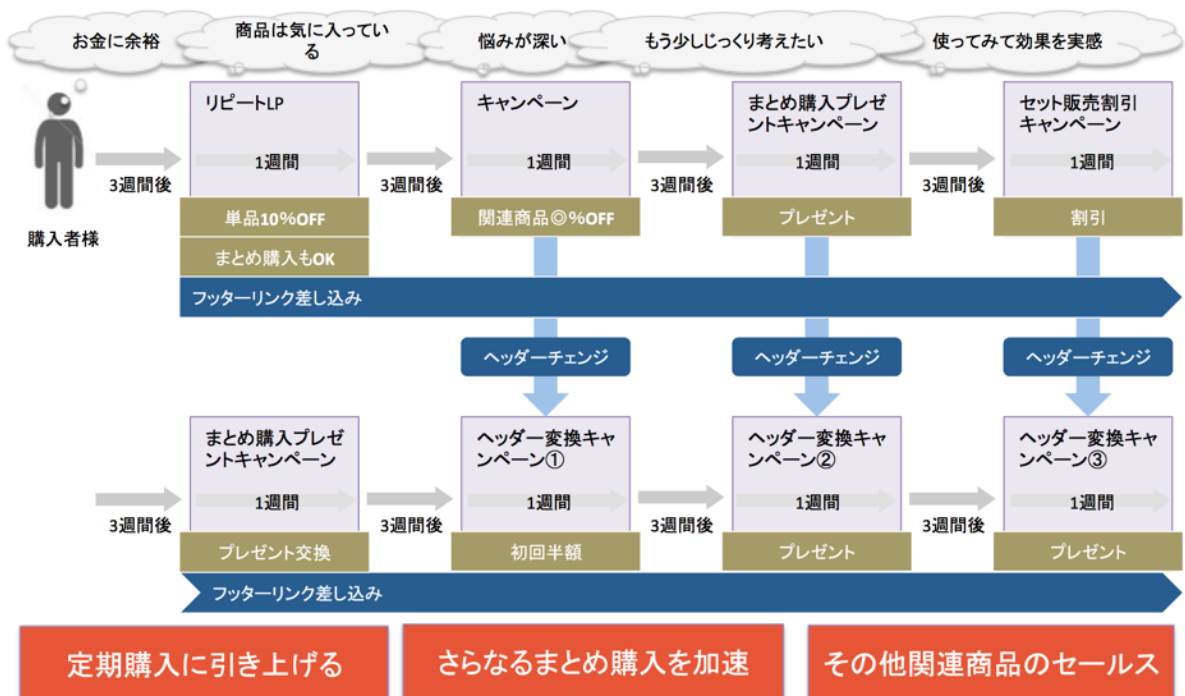 お金に余裕
商品は気に入ってい
る
悩みが深い
もう少しじっくり考えたい
使ってみて効果を実感
リピートLP
キャンペーン
まとめ購入プレゼ
ントキャンペーン
セット販売割引
キャンペーン
1週間
1週間
1週間
1週間
3週間後
3週間後
3週間後
3週間後
購入者様
単品10%OFF
関連商品◎%OFF
プレゼント
割引
まとめ購入もOK
フッターリンク差し込み
ヘッダーチェンジ
ヘッダーチェンジ
ヘッダーチェンジ
まとめ購入プレゼ
ントキャンペーン
ヘッダー変換キャ
ンペーン①
ヘッダー変換キャ
ンペーン②
ヘッダー変換キャ
ンペーン③
1週間
1週間
1週間
1週間
3週間後
3週間後
3週間後
3週間後
プレゼント交換
初回半額
プレゼント
プレゼント
フッターリンク差し込み
定期購入に引き上げる
さらなるまとめ購入を加速
その他関連商品のセールス